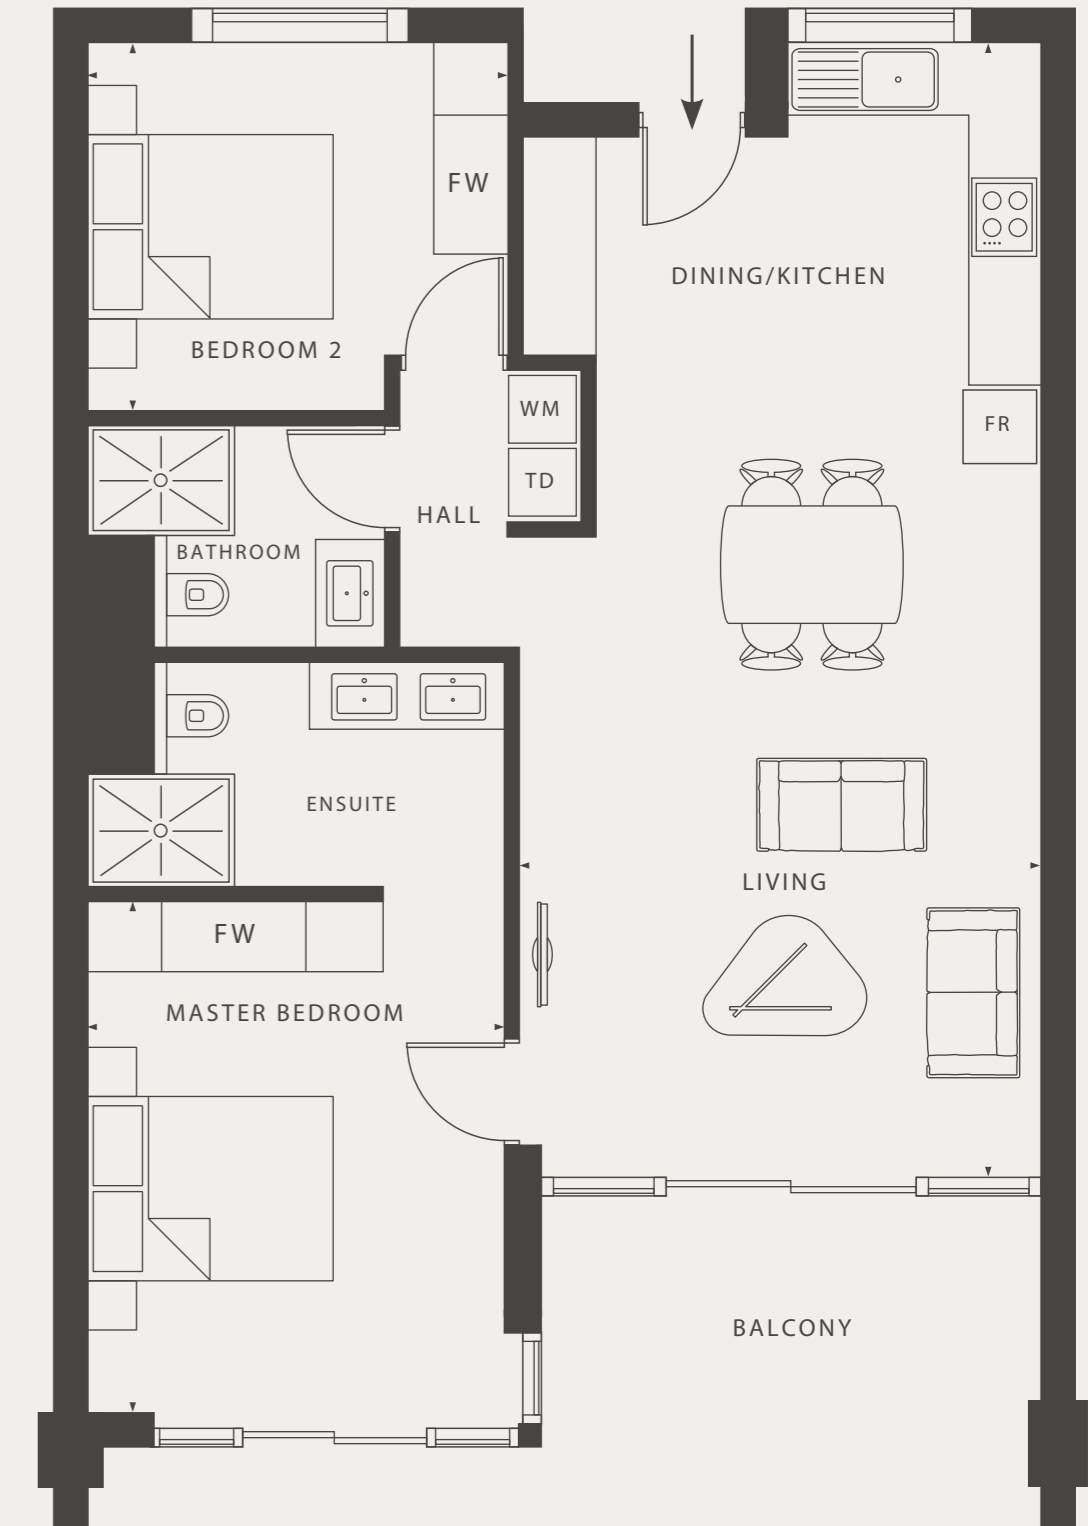 FW
DINING/KITCHEN
BEDROOM 2
WM
FR
TD
HALL
BATHROOM
ENSUITE
LIVING
FW
MASTER BEDROOM
BALCONY